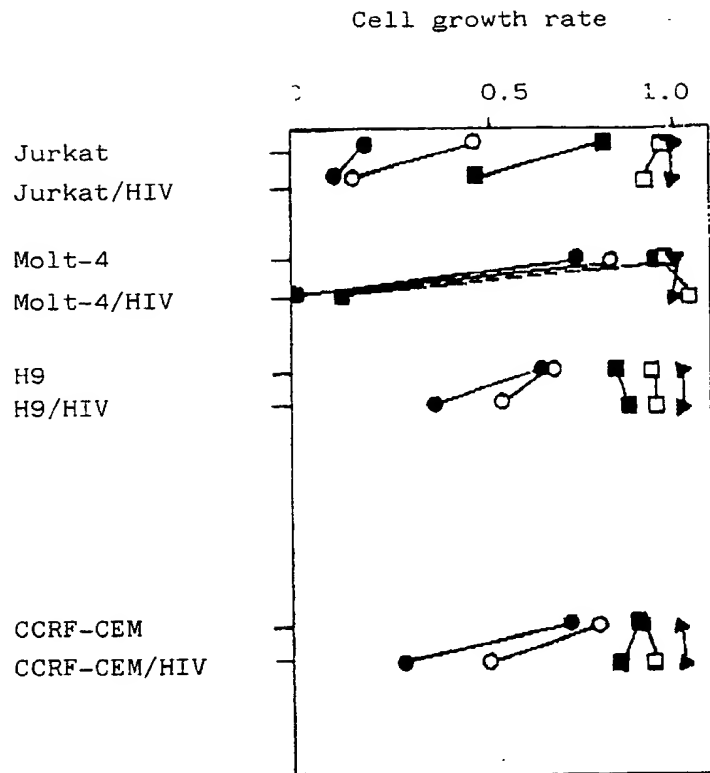 Cell growth rate
0.5 1.0
Jurkat
Jurkat/HIV
Molt-4
Molt-4/HIV
H9
H9/HIV
CCRF-CEM
CCRF-CEM/HIV